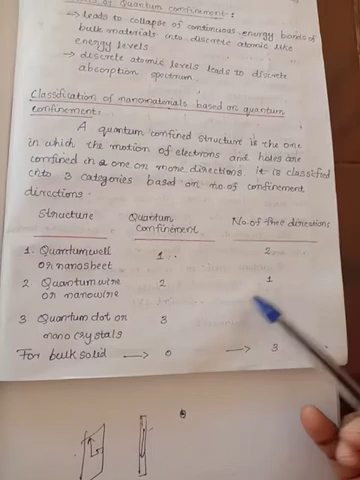 of Quantum confinement :
→ leads to collapse of continuous energy bands of
bulk materials into discrete atomic like
energy levels.
→ discrete atomic levels leads to discrete
absorption spectrum.
Classification of nanomaterials based on quantum
confinement:
A quantum confined structure is the one
in which the motion of electrons and holes are
confined in one or more directions. It is classified
into 3 categories based on no. of confinement
directions.
Structure Quantum confinement No. of free directions
1. Quantum well or nanosheet 1 2
2 Quantum wire or nanowire 2 1
3 Quantum dot or nano crystals 3
For bulk solid → 0 → 3